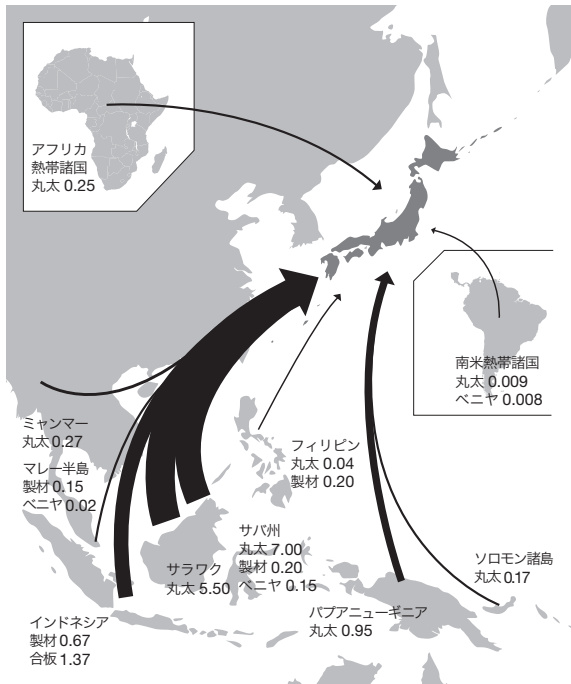 アフリカ
熱帯諸国
丸太 0.25
南米熱帯諸国
丸太 0.009
ベニヤ 0.008
ミャンマー
丸太 0.27
マレー半島
製材 0.15
ベニヤ 0.02
フィリピン
丸太 0.04
製材 0.20
サバ州
丸太 7.00
製材 0.20
ベニヤ 0.15
サラワク
丸太 5.50
ソロモン諸島
丸太 0.17
パプアニューギニア
丸太 0.95
インドネシア
製材 0.67
合板 1.37